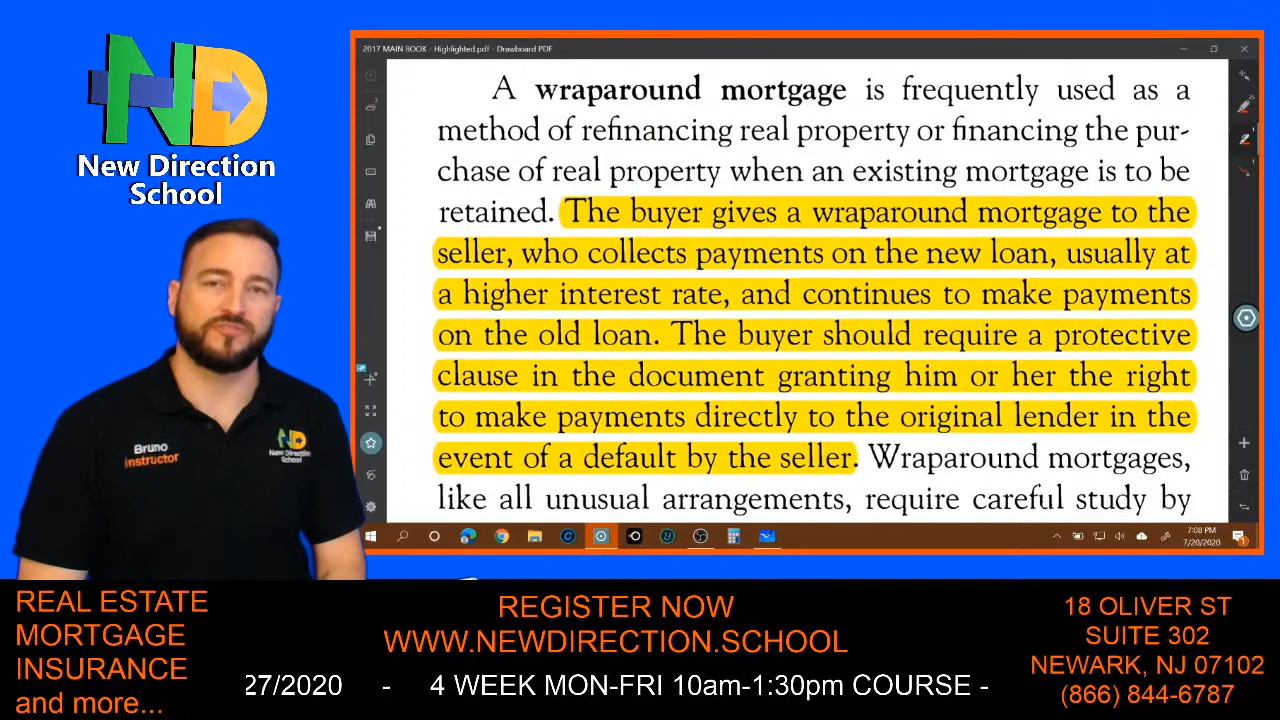 ND
New Direction
School
Bruno
Instructor
ND
New Direction
School
2017 MAIN BOOK - Highlighted.pdf - Drawboard PDF
A wraparound mortgage is frequently used as a
method of refinancing real property or financing the pur-
chase of real property when an existing mortgage is to be
retained. The buyer gives a wraparound mortgage to the
seller, who collects payments on the new loan, usually at
a higher interest rate, and continues to make payments
on the old loan. The buyer should require a protective
clause in the document granting him or her the right
to make payments directly to the original lender in the
event of a default by the seller. Wraparound mortgages,
like all unusual arrangements, require careful study by
7:08 PM
7/20/2020
REAL ESTATE
MORTGAGE
INSURANCE
and more...
REGISTER NOW
WWW.NEWDIRECTION.SCHOOL
27/2020 - 4 WEEK MON-FRI 10am-1:30pm COURSE -
18 OLIVER ST
SUITE 302
NEWARK, NJ 07102
(866) 844-6787